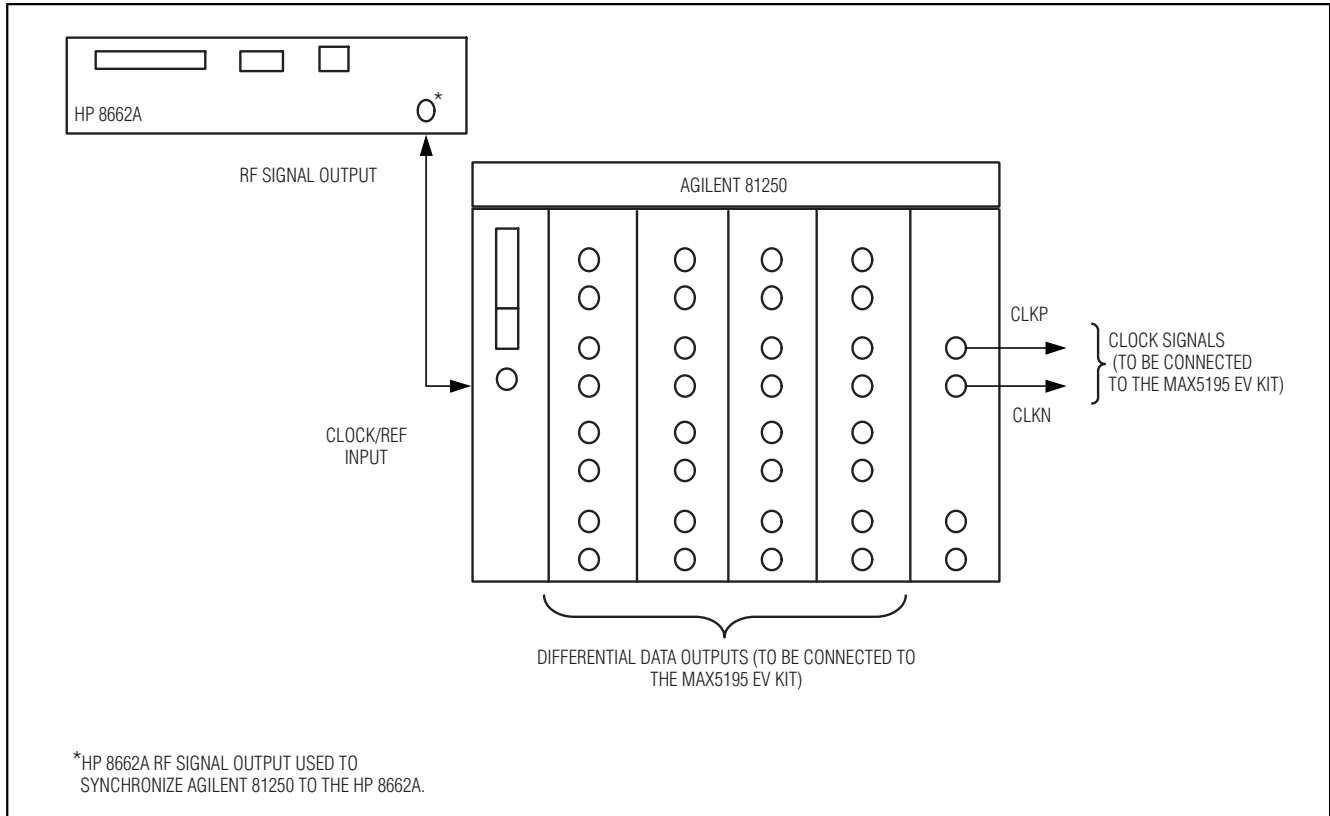 HP 8662A
*
RF SIGNAL OUTPUT
AGILENT 81250
CLOCK/REF
INPUT
CLKP
CLKN
CLOCK SIGNALS
(TO BE CONNECTED
TO THE MAX5195 EV KIT)
DIFFERENTIAL DATA OUTPUTS (TO BE CONNECTED TO
THE MAX5195 EV KIT)
*HP 8662A RF SIGNAL OUTPUT USED TO
SYNCHRONIZE AGILENT 81250 TO THE HP 8662A.